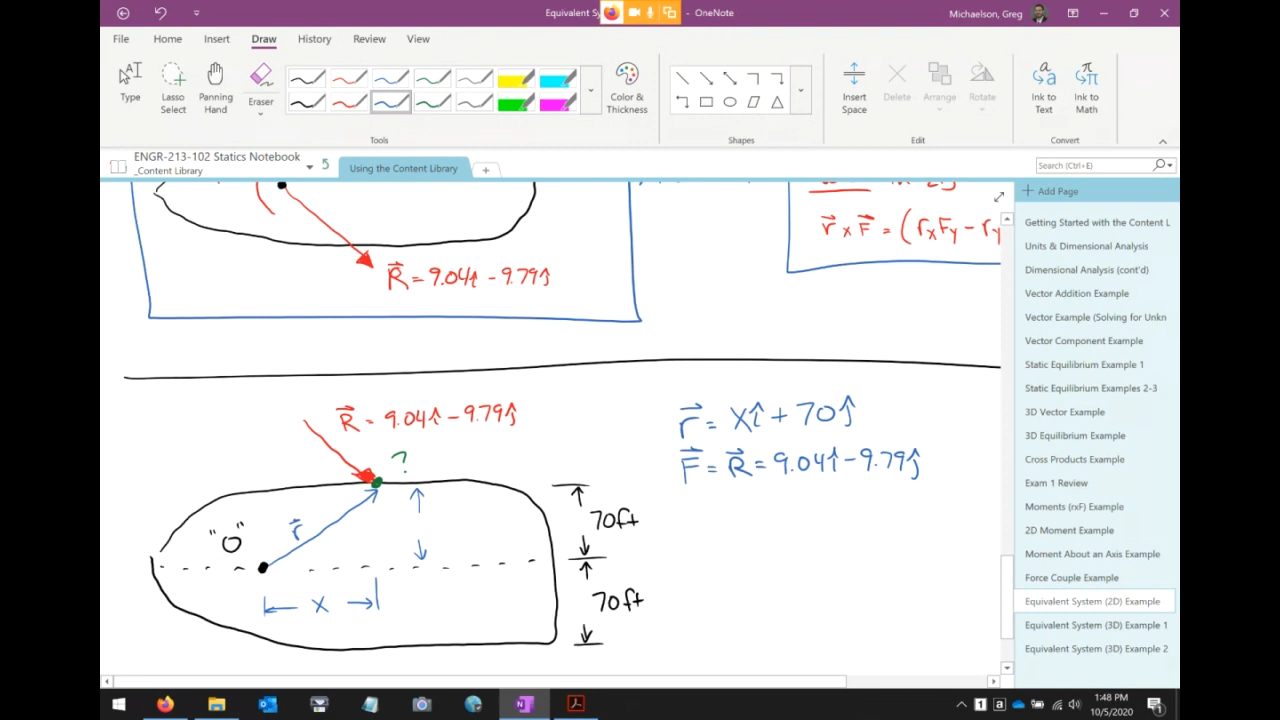 Equivalent Sy - OneNote
Michaelson, Greg
File Home Insert Draw History Review View
Type
Lasso Select
Panning Hand
Eraser
Color & Thickness
Insert Space
Delete
Arrange
Rotate
Ink to Text
Ink to Math
Tools
Shapes
Edit
Convert
ENGR-213-102 Statics Notebook
_Content Library
Using the Content Library
Search (Ctrl+E)
Add Page
Getting Started with the Content L
Units & Dimensional Analysis
Dimensional Analysis (cont'd)
Vector Addition Example
Vector Example (Solving for Unkn
Vector Component Example
Static Equilibrium Example 1
Static Equilibrium Examples 2-3
3D Vector Example
3D Equilibrium Example
Cross Products Example
Exam 1 Review
Moments (rxF) Example
2D Moment Example
Moment About an Axis Example
Force Couple Example
Equivalent System (2D) Example
Equivalent System (3D) Example 1
Equivalent System (3D) Example 2
r⃗ x F⃗ = (rxFy - ry
R⃗ = 9.04î - 9.79ĵ
R⃗ = 9.04î - 9.79ĵ
?
r⃗ = xî + 70ĵ
F⃗ = R⃗ = 9.04î - 9.79ĵ
"O"
r⃗
x
70ft
70ft
1:48 PM
10/5/2020